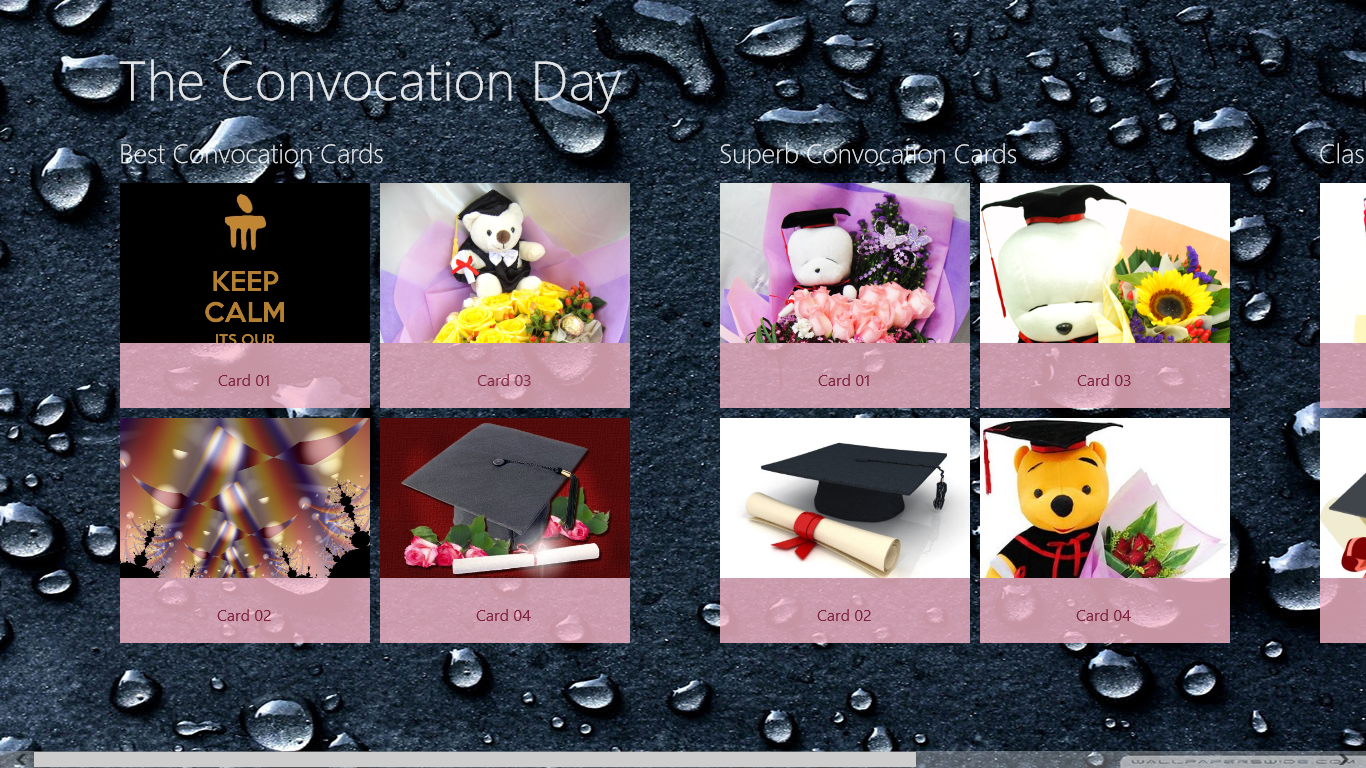 The Convocation Day
Best Convocation Cards
Superb Convocation Cards
Clas
KEEP
CALM
ITS OUR
Card 01
Card 03
Card 01
Card 03
Card 02
Card 04
Card 02
Card 04
WALLPAPERSWIDE.COM